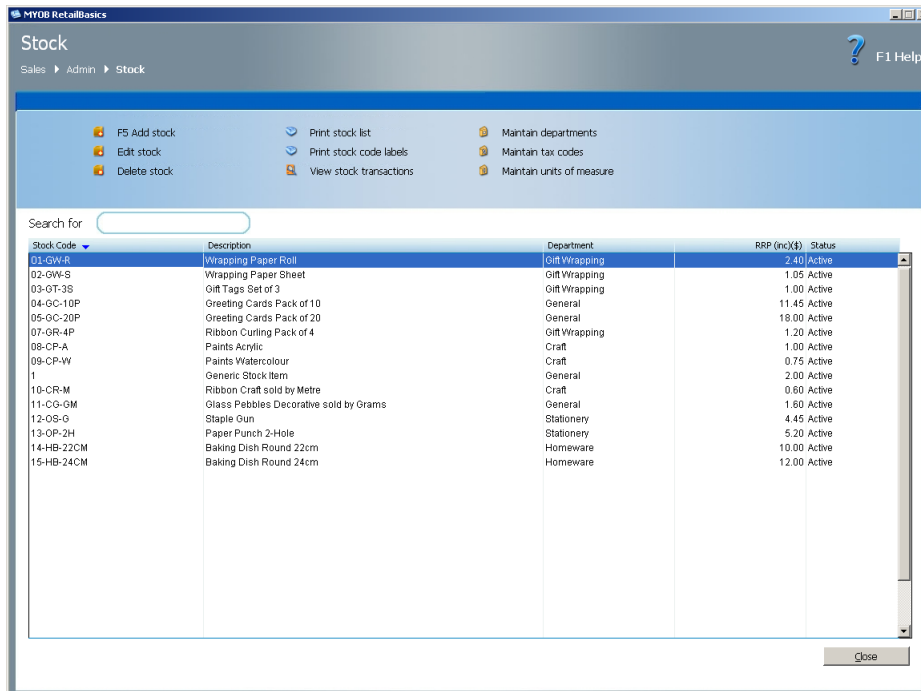 MYOB RetailBasics
Stock
F1 Help
Sales Admin Stock
F5 Add stock Print stock list Maintain departments
Edit stock Print stock code labels Maintain tax codes
Delete stock View stock transactions Maintain units of measure
Search for
Stock Code Description Department RRP (inc)($) Status
01-GW-R Wrapping Paper Roll Gift Wrapping 2.40 Active
02-GW-S Wrapping Paper Sheet Gift Wrapping 1.05 Active
03-GT-3S Gift Tags Set of 3 Gift Wrapping 1.00 Active
04-GC-10P Greeting Cards Pack of 10 General 11.45 Active
05-GC-20P Greeting Cards Pack of 20 General 18.00 Active
07-GR-4P Ribbon Curling Pack of 4 Gift Wrapping 1.20 Active
08-CP-A Paints Acrylic Craft 1.00 Active
09-CP-W Paints Watercolour Craft 0.75 Active
1 Generic Stock Item General 2.00 Active
10-CR-M Ribbon Craft sold by Metre Craft 0.60 Active
11-CG-GM Glass Pebbles Decorative sold by Grams General 1.60 Active
12-OS-G Staple Gun Stationery 4.45 Active
13-OP-2H Paper Punch 2-Hole Stationery 5.20 Active
14-HB-22CM Baking Dish Round 22cm Homeware 10.00 Active
15-HB-24CM Baking Dish Round 24cm Homeware 12.00 Active
Close